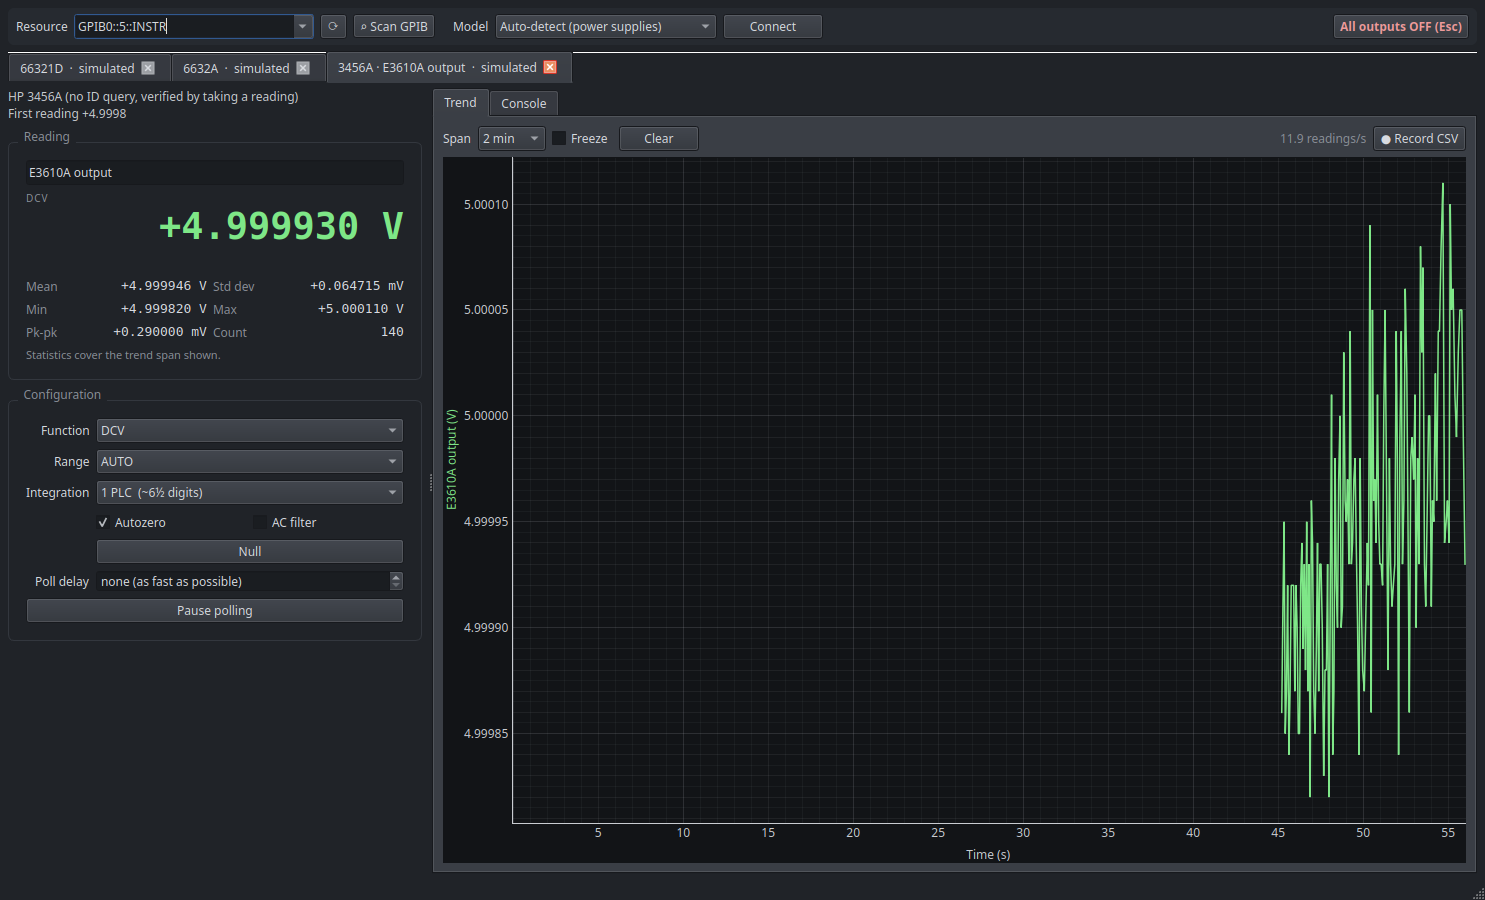 Resource GPIB0::5::INSTR ⟳ ⌕ Scan GPIB Model Auto-detect (power supplies) Connect All outputs OFF (Esc)
66321D · simulated 6632A · simulated 3456A · E3610A output · simulated
HP 3456A (no ID query, verified by taking a reading)
First reading +4.9998
Reading
E3610A output
DCV
+4.999930 V
Mean +4.999946 V Std dev +0.064715 mV
Min +4.999820 V Max +5.000110 V
Pk-pk +0.290000 mV Count 140
Statistics cover the trend span shown.
Configuration
Function DCV
Range AUTO
Integration 1 PLC (~6½ digits)
✓ Autozero AC filter
Null
Poll delay none (as fast as possible)
Pause polling
Trend Console
Span 2 min Freeze Clear 11.9 readings/s ● Record CSV
E3610A output (V)
5.00010
5.00005
5.00000
4.99995
4.99990
4.99985
5 10 15 20 25 30 35 40 45 50 55
Time (s)